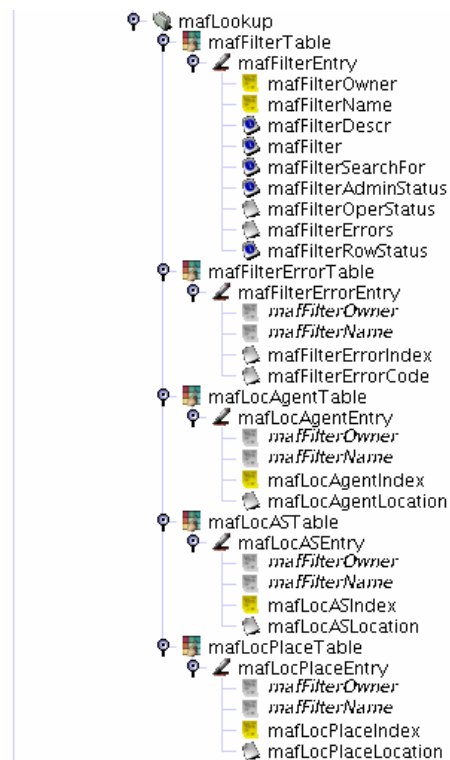 mafLookup
mafFilterTable
mafFilterEntry
mafFilterOwner
mafFilterName
mafFilterDescr
mafFilter
mafFilterSearchFor
mafFilterAdminStatus
mafFilterOperStatus
mafFilterErrors
mafFilterRowStatus
mafFilterErrorTable
mafFilterErrorEntry
mafFilterOwner
mafFilterName
mafFilterErrorIndex
mafFilterErrorCode
mafLocAgentTable
mafLocAgentEntry
mafFilterOwner
mafFilterName
mafLocAgentIndex
mafLocAgentLocation
mafLocASTable
mafLocASEntry
mafFilterOwner
mafFilterName
mafLocASIndex
mafLocASLocation
mafLocPlaceTable
mafLocPlaceEntry
mafFilterOwner
mafFilterName
mafLocPlaceIndex
mafLocPlaceLocation